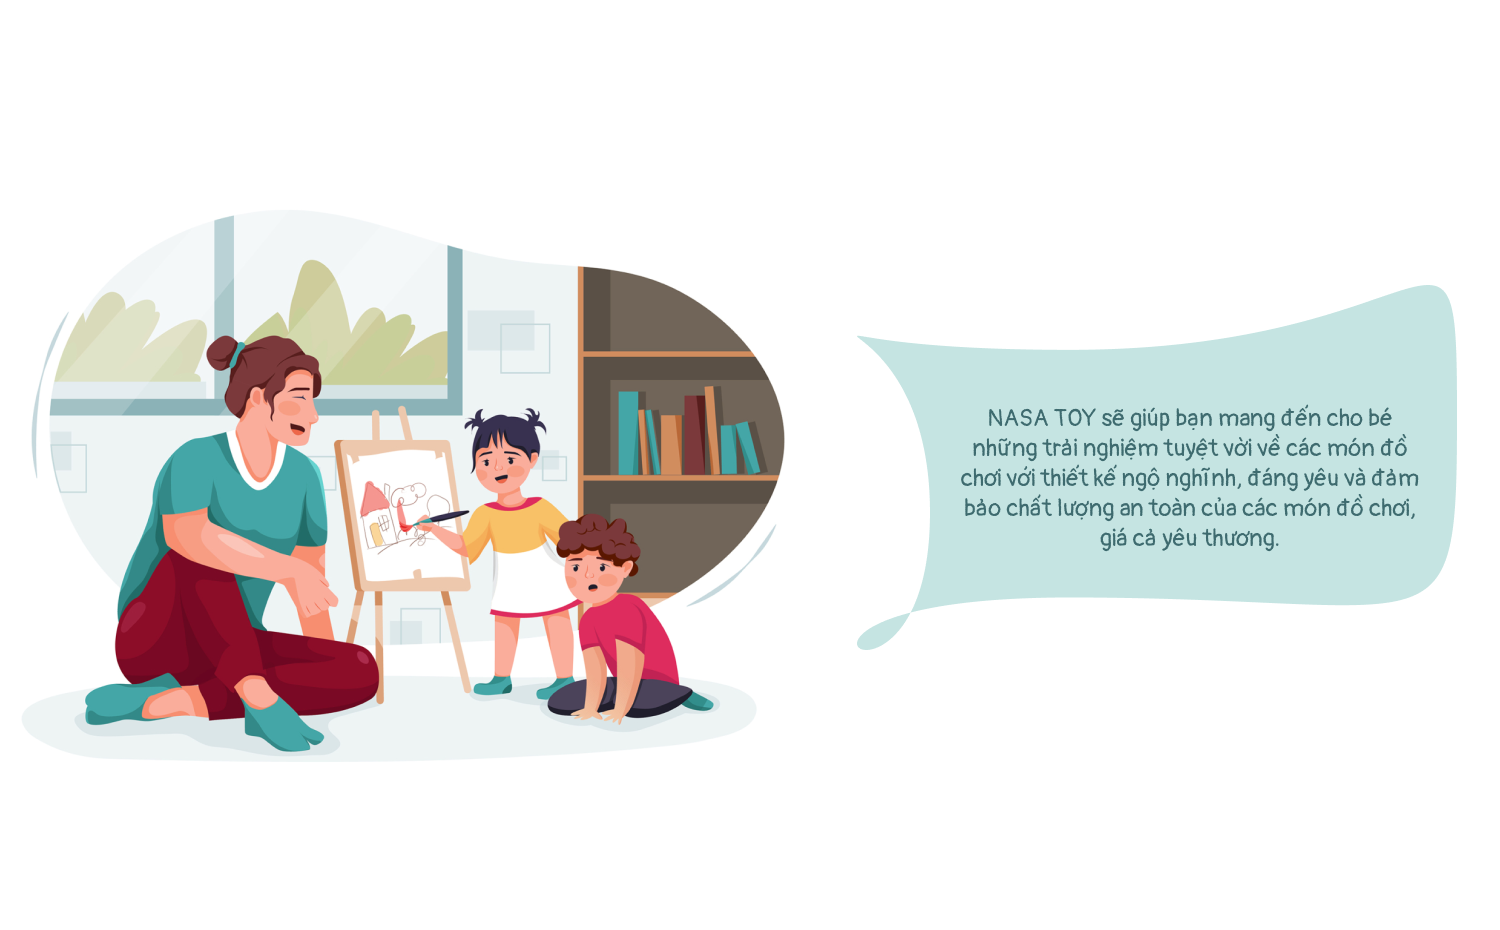 NASA TOY sẽ giúp bạn mang đến cho bé
những trải nghiệm tuyệt vời về các món đồ
chơi với thiết kế ngộ nghĩnh, đáng yêu và đảm
bảo chất lượng an toàn của các món đồ chơi,
giá cả yêu thương.